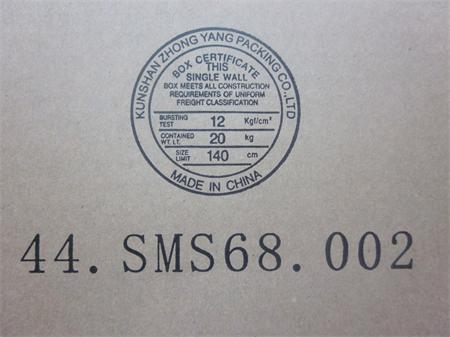 KUNSHAN ZHONG YANG PACKING CO.,LTD
BOX CERTIFICATE
THIS
SINGLE WALL
BOX MEETS ALL CONSTRUCTION
REQUIREMENTS OF UNIFORM
FREIGHT CLASSIFICATION
BURSTING TEST 12 Kgf/cm²
CONTAINED WT. LT. 20 kg
SIZE LIMIT 140 cm
MADE IN CHINA
44.SMS68.002